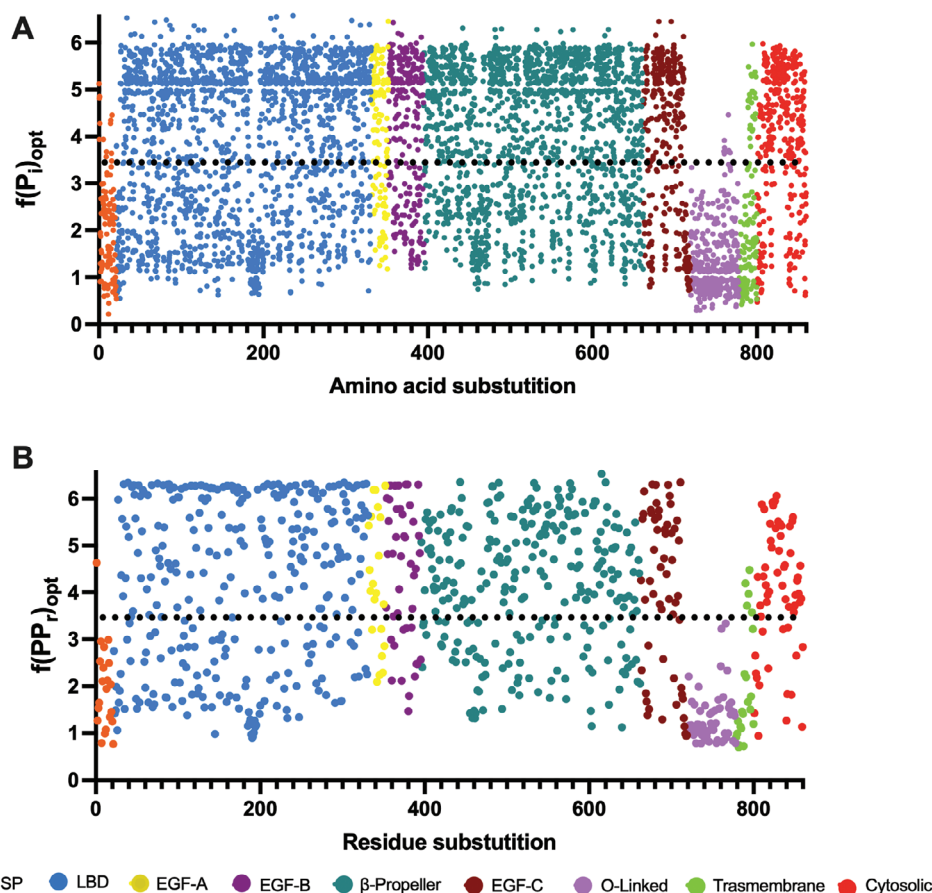 A
f(Pi)opt
6
5
4
3
2
1
0
0 200 400 600 800
Amino acid substutition
B
f(PPr)opt
6
5
4
3
2
1
0
0 200 400 600 800
Residue substutition
SP LBD EGF-A EGF-B β-Propeller EGF-C O-Linked Trasmembrane Cytosolic